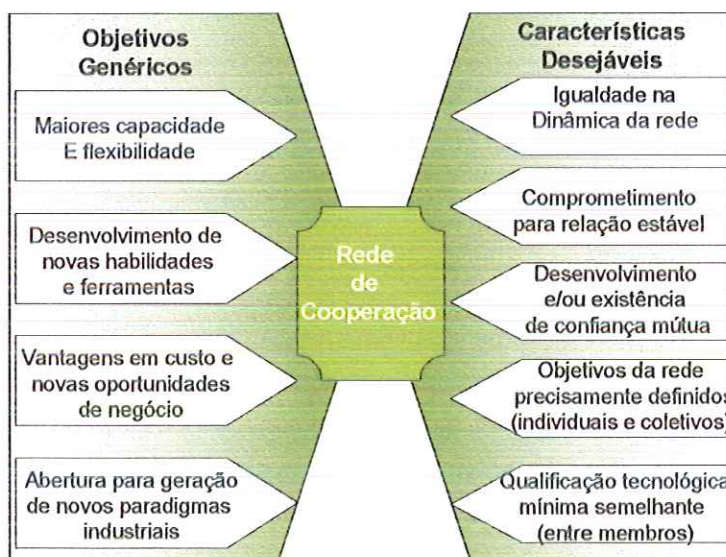 Objetivos
Genéricos
Maiores capacidade
E flexibilidade
Desenvolvimento de
novas habilidades
e ferramentas
Vantagens em custo e
novas oportunidades
de negócio
Abertura para geração
de novos paradigmas
industriais
Rede
de
Cooperação
Características
Desejáveis
Igualdade na
Dinâmica da rede
Comprometimento
para relação estável
Desenvolvimento
e/ou existência
de confiança mútua
Objetivos da rede
precisamente definidos
(individuais e coletivos)
Qualificação tecnológica
mínima semelhante
(entre membros)